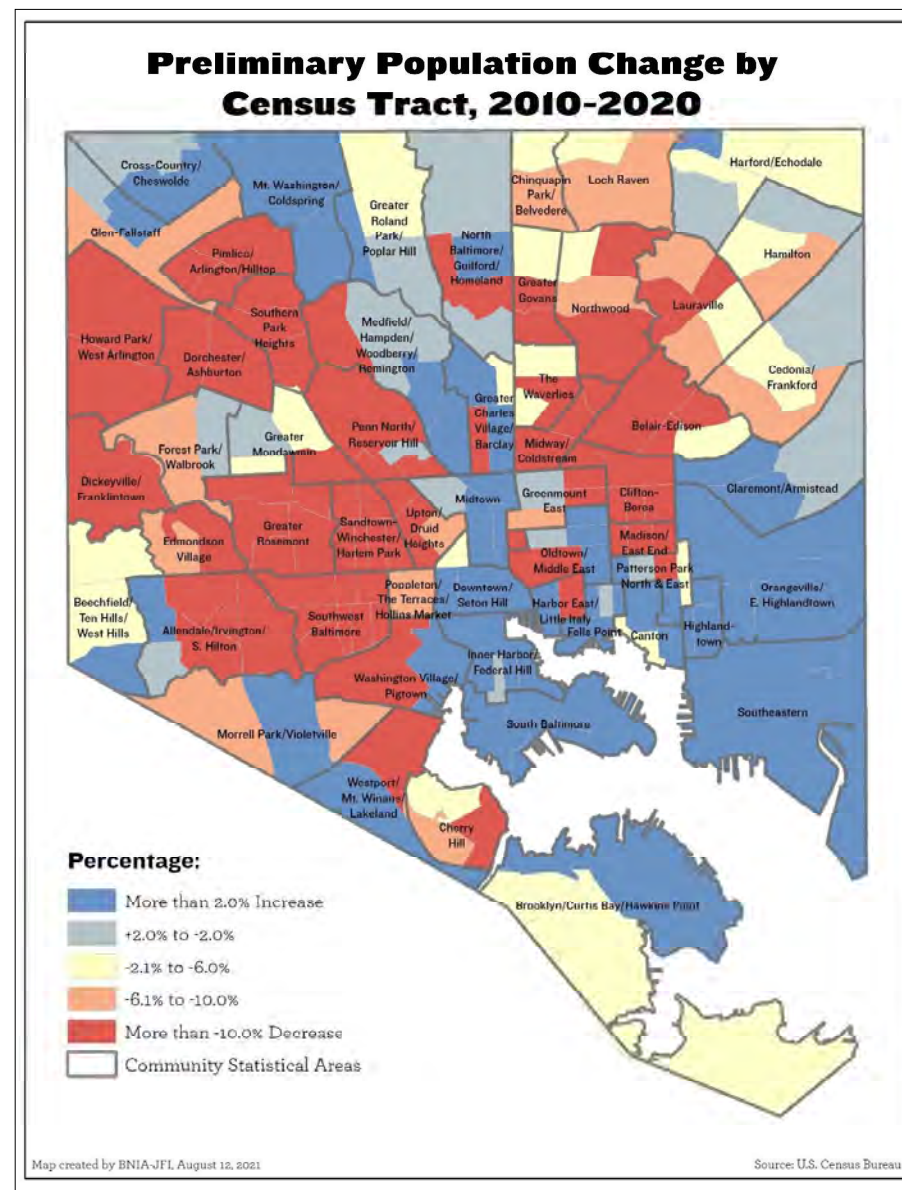 Preliminary Population Change by
Census Tract, 2010-2020
Cross-Country/
Cheswolde
Mt. Washington/
Coldspring
Greater
Roland
Park/
Poplar Hill
North
Baltimore/
Guilford/
Homeland
Chinquapin
Park/
Belvedere
Loch Raven
Harford/Echodale
Glen-Fallstaff
Pimlico/
Arlington/Hilltop
Hamilton
Greater
Govans
Northwood
Lauraville
Southern
Park
Heights
Howard Park/
West Arlington
Dorchester/
Ashburton
Medfield/
Hampden/
Woodberry/
Remington
Cedonia/
Frankford
The
Waverlies
Greater
Charles
Village/
Barclay
Penn North/
Reservoir Hill
Belair-Edison
Forest Park/
Walbrook
Greater
Mondawmin
Midway/
Coldstream
Dickeyville/
Franklintown
Claremont/Armistead
Midtown
Greenmount
East
Clifton-
Berea
Edmondson
Village
Greater
Rosemont
Sandtown-
Winchester/
Harlem Park
Upton/
Druid
Heights
Oldtown/
Middle East
Madison/
East End
Patterson Park
North & East
Orangeville/
E. Highlandtown
Beechfield/
Ten Hills/
West Hills
Allendale/Irvington/
S. Hilton
Southwest
Baltimore
Poppleton/
The Terraces/
Hollins Market
Downtown/
Seton Hill
Harbor East/
Little Italy
Fells Point
Canton
Highland-
town
Inner Harbor/
Federal Hill
Washington Village/
Pigtown
South Baltimore
Southeastern
Morrell Park/Violetville
Westport/
Mt. Winans/
Lakeland
Cherry
Hill
Brooklyn/Curtis Bay/Hawkins Point
Percentage:
More than 2.0% Increase
+2.0% to -2.0%
-2.1% to -6.0%
-6.1% to -10.0%
More than -10.0% Decrease
Community Statistical Areas
Map created by BNIA-JFI, August 12, 2021
Source: U.S. Census Bureau